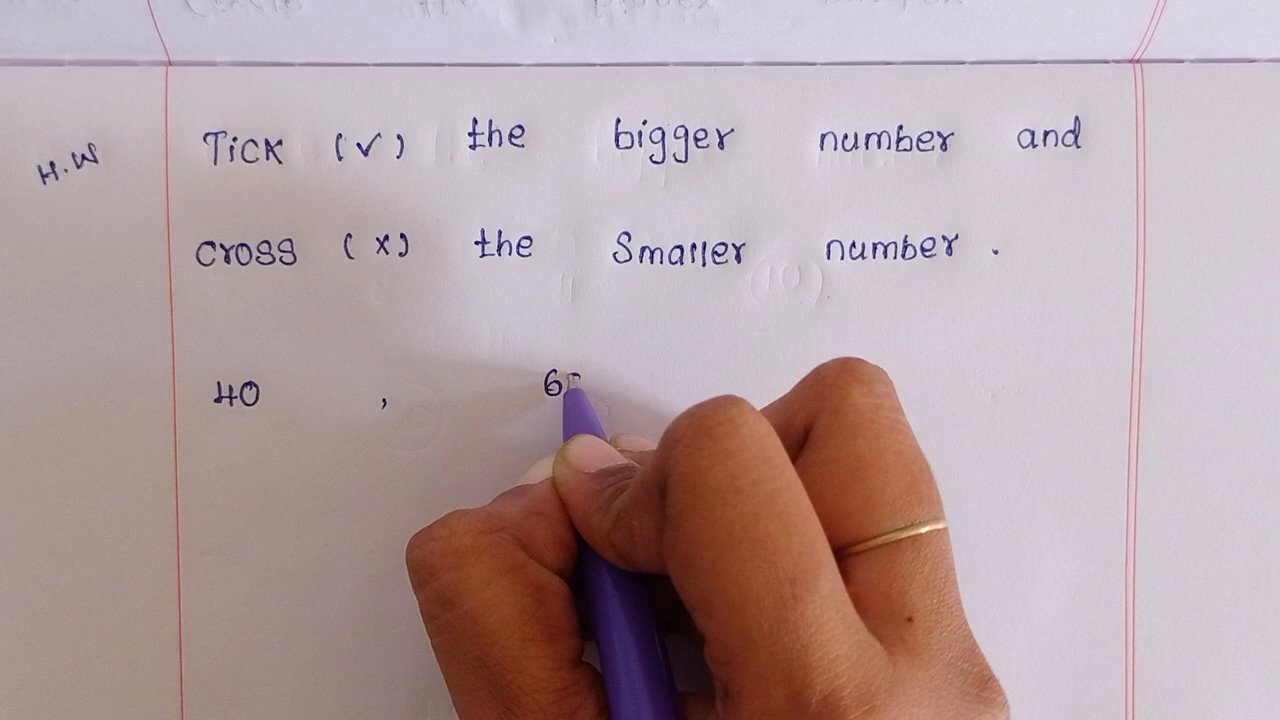 H.W
Tick (✓) the bigger number and
cross (x) the smaller number .
40 , 6